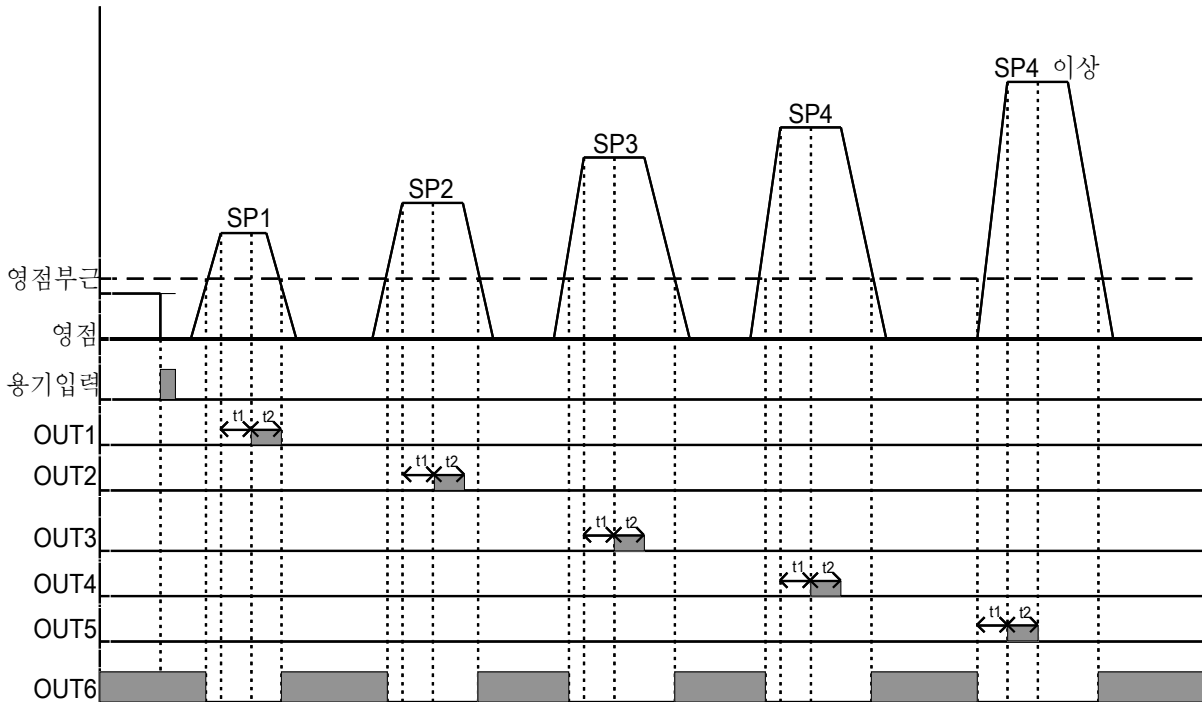 SP4 이상
SP4
SP3
SP2
SP1
영점부근
영점
용기입력
OUT1 t1 t2
OUT2 t1 t2
OUT3 t1 t2
OUT4 t1 t2
OUT5 t1 t2
OUT6